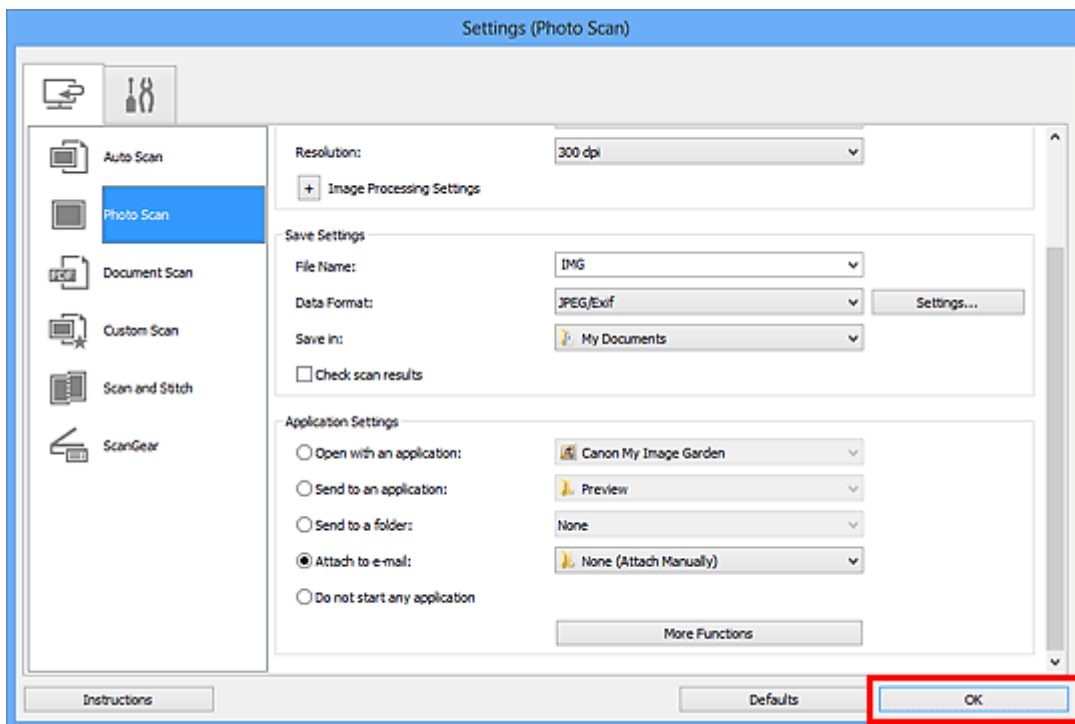 Settings (Photo Scan)
Auto Scan
Photo Scan
Document Scan
Custom Scan
Scan and Stitch
ScanGear
Resolution: 300 dpi
+ Image Processing Settings
Save Settings
File Name: IMG
Data Format: JPEG/Exif Settings...
Save in: My Documents
Check scan results
Application Settings
Open with an application: Canon My Image Garden
Send to an application: Preview
Send to a folder: None
Attach to e-mail: None (Attach Manually)
Do not start any application
More Functions
Instructions Defaults OK